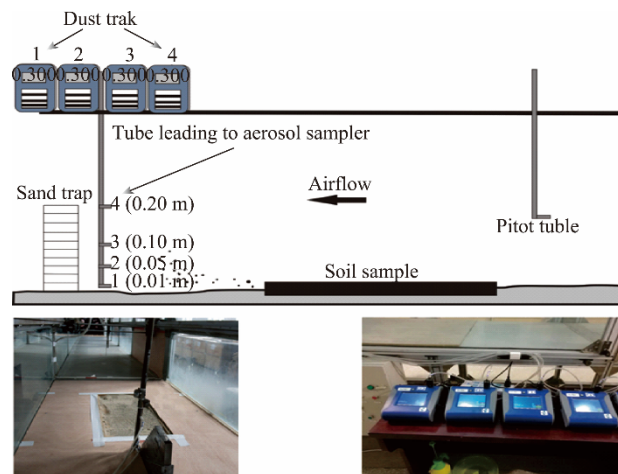 Dust trak
1 2 3 4
0.300 0.300 0.300 0.300
Tube leading to aerosol sampler
Sand trap
Airflow
4 (0.20 m)
Pitot tuble
3 (0.10 m)
2 (0.05 m)
Soil sample
1 (0.01 m)